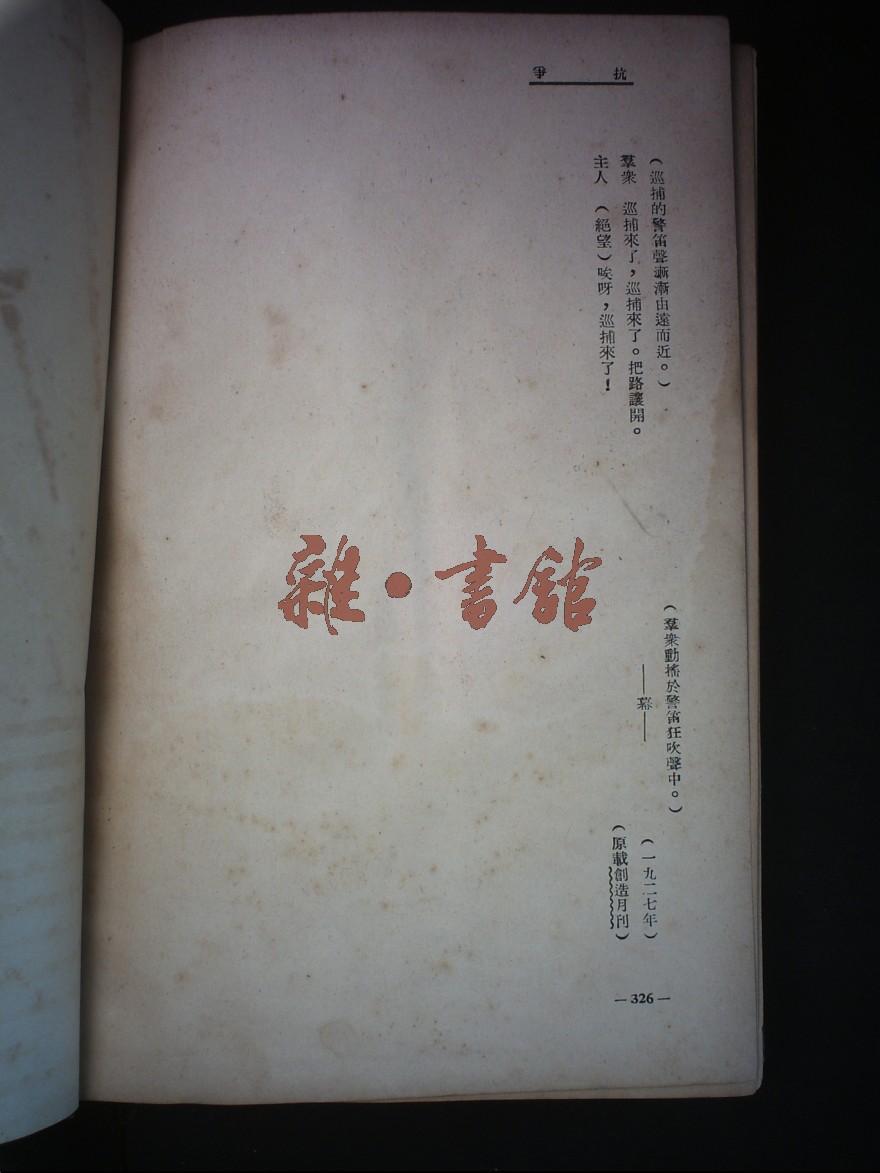 抗爭
（巡捕的警笛聲漸漸由遠而近。）
羣衆　巡捕來了，巡捕來了。把路讓開。
主人　（絕望）唉呀，巡捕來了！
（羣衆動搖於警笛狂吹聲中。）
——幕——
（一九二七年）
（原載創造月刊）
— 326 —
雜·書館